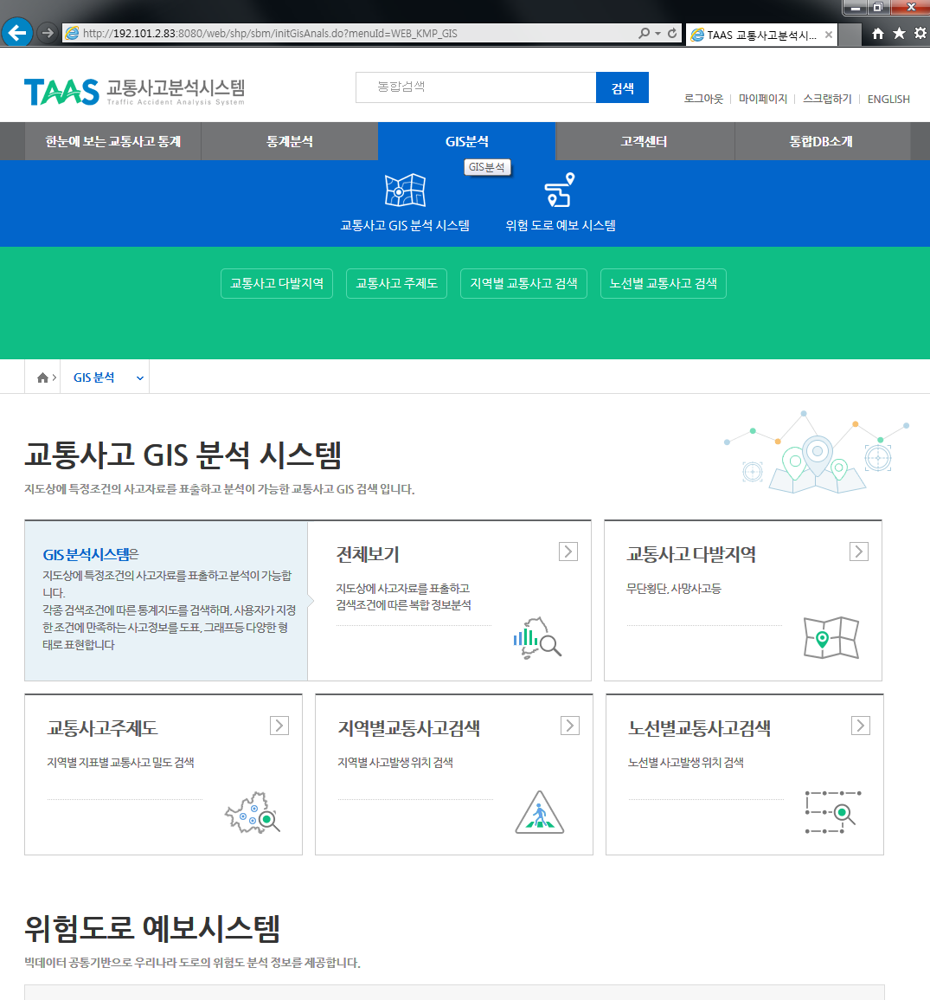 http://192.101.2.83:8080/web/shp/sbm/initGisAnals.do?menuId=WEB_KMP_GIS
TAAS 교통사고분석시...
TAAS 교통사고분석시스템
Traffic Accident Analysis System
통합검색
검색
로그아웃 마이페이지 스크랩하기 ENGLISH
한눈에 보는 교통사고 통계 통계분석 GIS분석 고객센터 통합DB소개
GIS분석
교통사고 GIS 분석 시스템 위험 도로 예보 시스템
교통사고 다발지역 교통사고 주제도 지역별 교통사고 검색 노선별 교통사고 검색
GIS 분석
교통사고 GIS 분석 시스템
지도상에 특정조건의 사고자료를 표출하고 분석이 가능한 교통사고 GIS 검색 입니다.
GIS 분석시스템은
지도상에 특정조건의 사고자료를 표출하고 분석이 가능합
니다.
각종 검색조건에 따른 통계지도를 검색하며, 사용자가 지정
한 조건에 만족하는 사고정보를 도표, 그래프등 다양한 형
태로 표현합니다
전체보기
지도상에 사고자료를 표출하고
검색조건에 따른 복합 정보분석
교통사고 다발지역
무단횡단, 사망사고등
교통사고주제도
지역별 지표별 교통사고 밀도 검색
지역별교통사고검색
지역별 사고발생 위치 검색
노선별교통사고검색
노선별 사고발생 위치 검색
위험도로 예보시스템
빅데이터 공통기반으로 우리나라 도로의 위험도 분석 정보를 제공합니다.